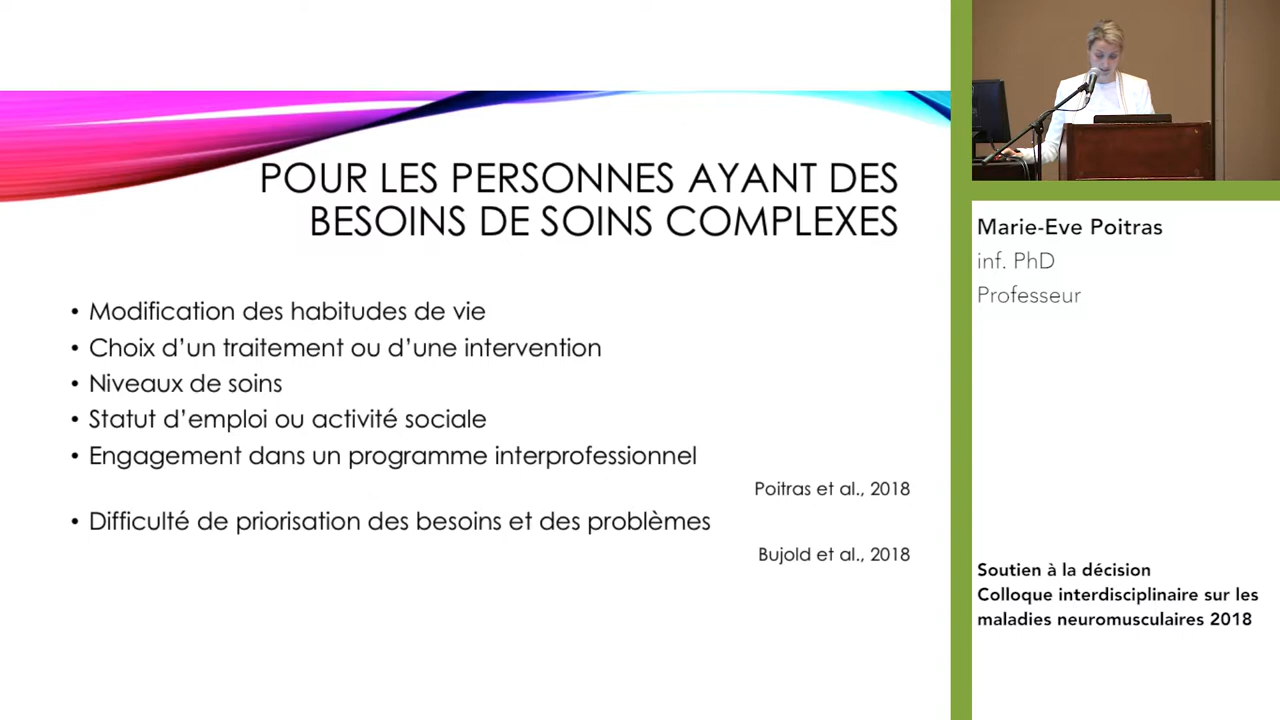 POUR LES PERSONNES AYANT DES
BESOINS DE SOINS COMPLEXES
• Modification des habitudes de vie
• Choix d’un traitement ou d’une intervention
• Niveaux de soins
• Statut d’emploi ou activité sociale
• Engagement dans un programme interprofessionnel
Poitras et al., 2018
• Difficulté de priorisation des besoins et des problèmes
Bujold et al., 2018
Marie-Eve Poitras
inf. PhD
Professeur
Soutien à la décision
Colloque interdisciplinaire sur les
maladies neuromusculaires 2018